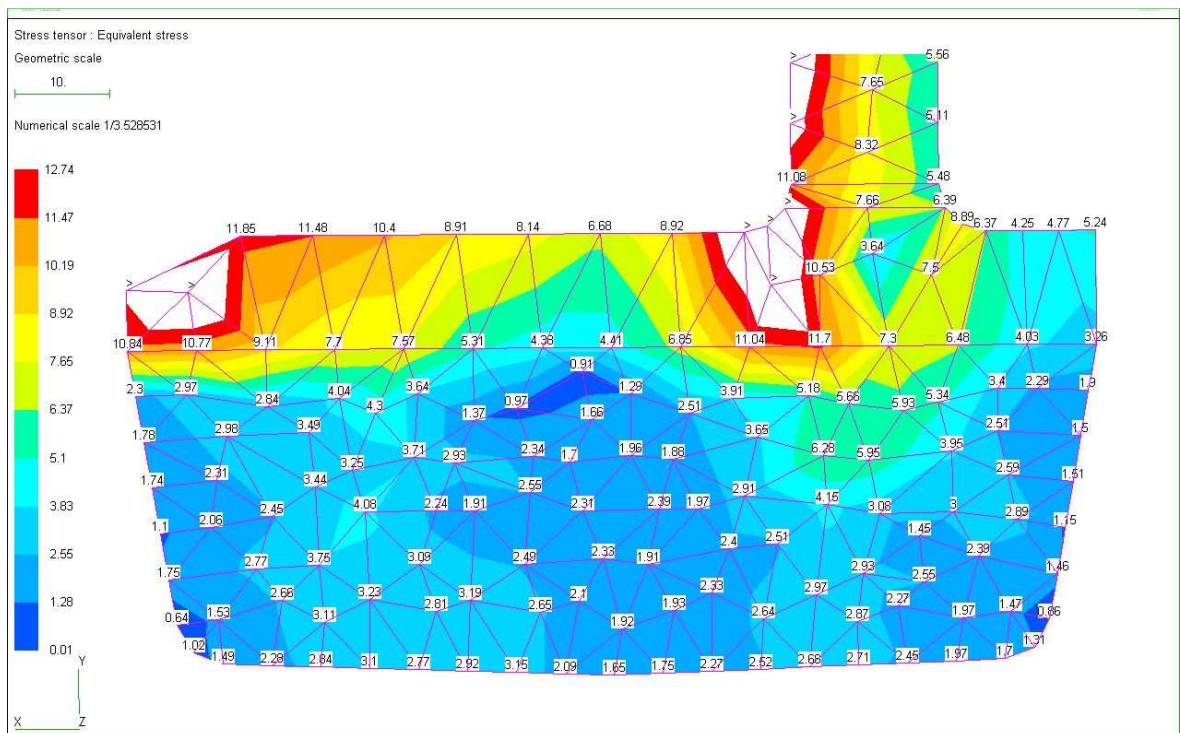 Stress tensor : Equivalent stress
Geometric scale
10.
Numerical scale 1/3.528531
12.74
11.47
10.19
8.92
7.65
6.37
5.1
3.83
2.55
1.28
0.01
Y
X Z
> 5.56
7.65
> 5.11
8.32
11.08 5.48
7.66 6.39
8.89
11.85 11.48 10.4 8.91 8.14 6.68 8.92 > > > 6.37 4.25 4.77 5.24
3.64
10.53 7.5
> > >
10.84 10.77 9.11 7.7 7.57 5.31 4.38 4.41 6.85 11.04 11.7 7.3 6.48 4.03 3.26
0.91
2.3 2.97 2.84 4.04 3.64 0.97 1.29 3.91 5.18 5.66 5.34 3.4 2.29 1.9
4.3 1.37 1.66 2.51 5.93
1.78 2.98 3.49 3.65 2.51 1.5
3.25 3.71 2.93 2.34 1.7 1.96 1.88 6.28 5.95 3.95
1.74 2.31 3.44 2.55 2.91 2.59 1.51
2.45 4.08 2.24 1.91 2.31 2.39 1.97 4.15 3.08 3 2.89
1.1 2.06 1.45 1.15
2.77 3.75 3.09 2.49 2.33 1.91 2.4 2.51 2.39
1.75 2.93 2.55 1.46
2.66 3.23 3.19 2.1 2.33 2.97 2.27
0.64 1.53 3.11 2.81 2.65 1.92 1.93 2.64 2.87 1.97 1.47 0.86
1.02 1.31
1.49 2.28 2.84 3.1 2.77 2.92 3.15 2.09 1.65 1.75 2.27 2.52 2.68 2.71 2.45 1.97 1.7